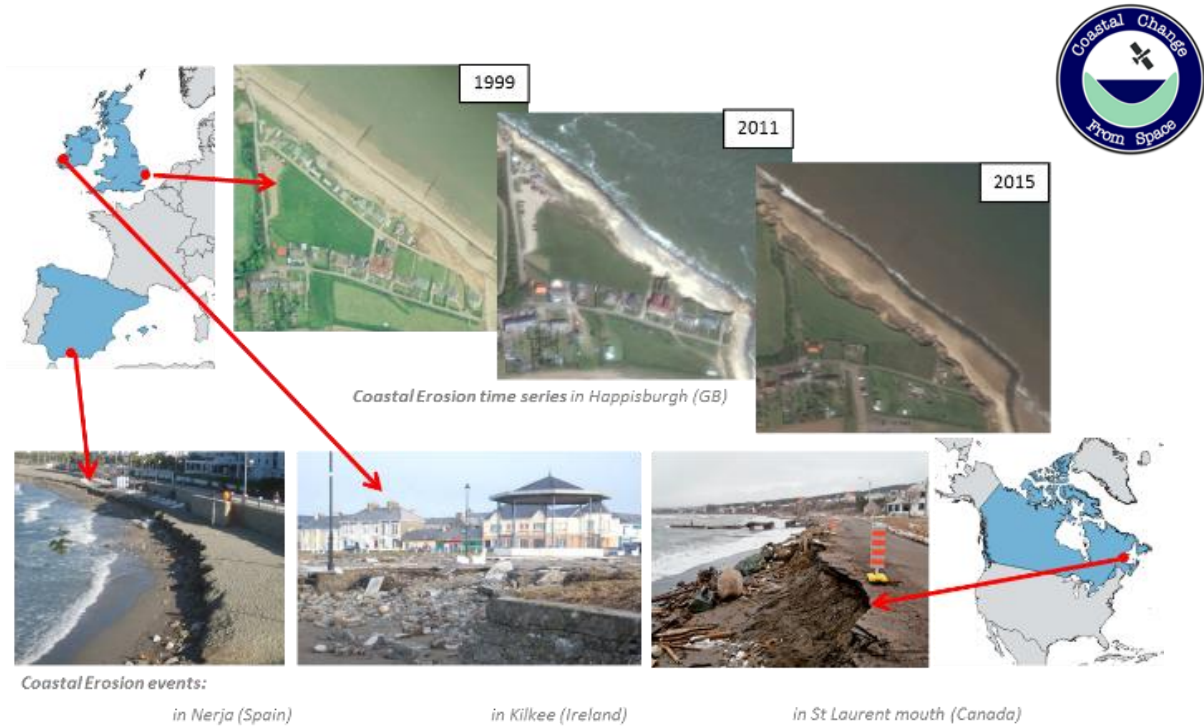 Coastal Change
From Space
1999
2011
2015
Coastal Erosion time series in Happisburgh (GB)
Coastal Erosion events:
in Nerja (Spain)
in Kilkee (Ireland)
in St Laurent mouth (Canada)